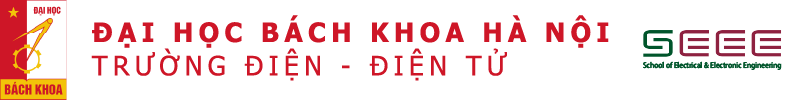 ĐẠI HỌC
BÁCH KHOA
ĐẠI HỌC BÁCH KHOA HÀ NỘI
TRƯỜNG ĐIỆN - ĐIỆN TỬ
SEEE
School of Electrical & Electronic Engineering